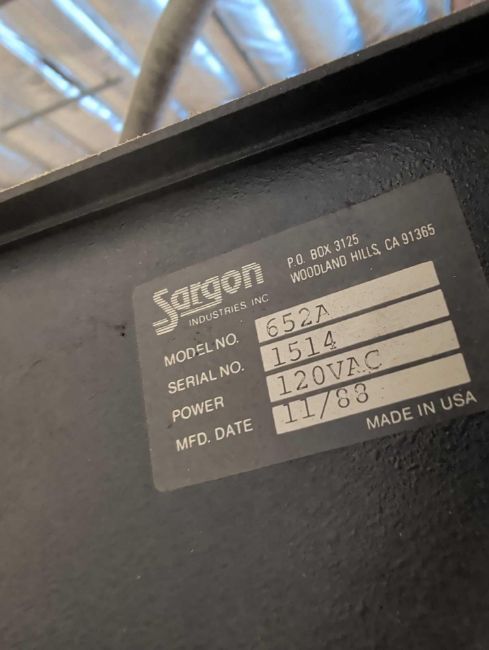 Sargon
INDUSTRIES, INC
P.O. BOX 3125
WOODLAND HILLS, CA 91365
MODEL NO. 652A
SERIAL NO. 1514
POWER 120VAC
MFD. DATE 11/88
MADE IN USA